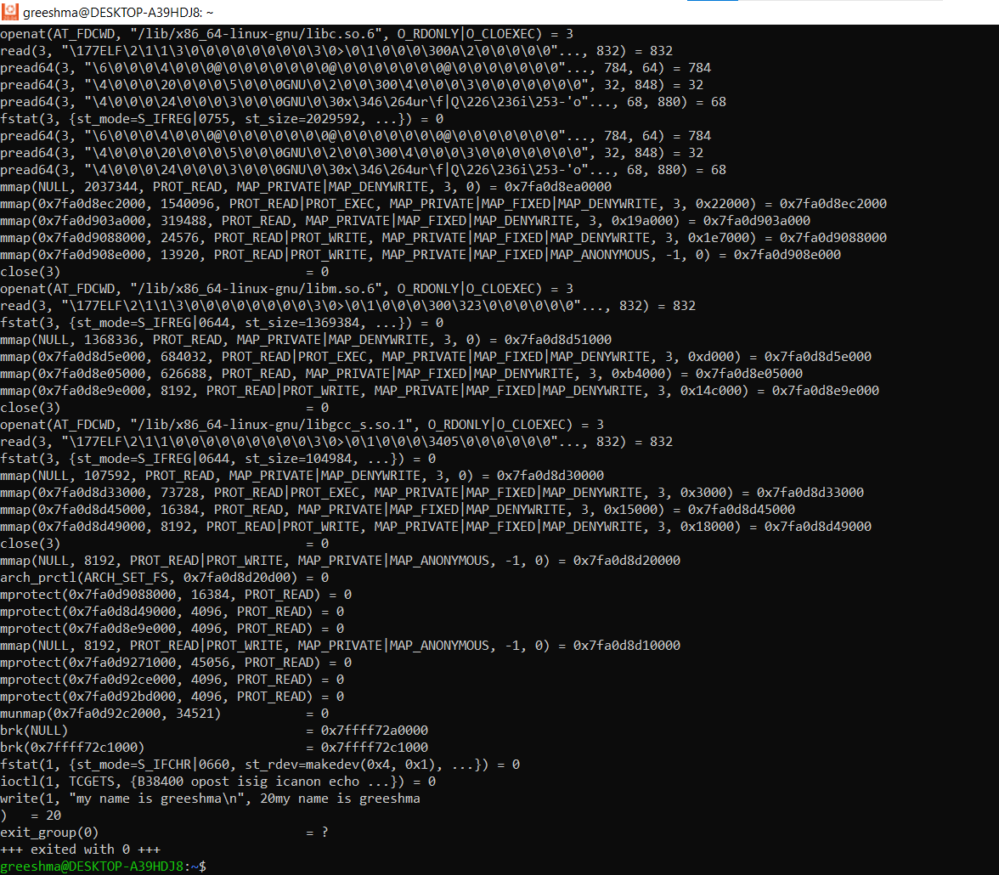 greeshma@DESKTOP-A39HDJ8: ~
openat(AT_FDCWD, "/lib/x86_64-linux-gnu/libc.so.6", O_RDONLY|O_CLOEXEC) = 3
read(3, "\177ELF\2\1\1\3\0\0\0\0\0\0\0\0\3\0>\0\1\0\0\0\300A\2\0\0\0\0\0"..., 832) = 832
pread64(3, "\6\0\0\0\4\0\0\0@\0\0\0\0\0\0\0@\0\0\0\0\0\0\0@\0\0\0\0\0\0\0"..., 784, 64) = 784
pread64(3, "\4\0\0\0\20\0\0\0\5\0\0\0GNU\0\2\0\0\300\4\0\0\0\3\0\0\0\0\0\0\0", 32, 848) = 32
pread64(3, "\4\0\0\0\24\0\0\0\3\0\0\0GNU\0\30x\346\264ur\f|Q\226\236i\253-'o"..., 68, 880) = 68
fstat(3, {st_mode=S_IFREG|0755, st_size=2029592, ...}) = 0
pread64(3, "\6\0\0\0\4\0\0\0@\0\0\0\0\0\0\0@\0\0\0\0\0\0\0@\0\0\0\0\0\0\0"..., 784, 64) = 784
pread64(3, "\4\0\0\0\20\0\0\0\5\0\0\0GNU\0\2\0\0\300\4\0\0\0\3\0\0\0\0\0\0\0", 32, 848) = 32
pread64(3, "\4\0\0\0\24\0\0\0\3\0\0\0GNU\0\30x\346\264ur\f|Q\226\236i\253-'o"..., 68, 880) = 68
mmap(NULL, 2037344, PROT_READ, MAP_PRIVATE|MAP_DENYWRITE, 3, 0) = 0x7fa0d8ea0000
mmap(0x7fa0d8ec2000, 1540096, PROT_READ|PROT_EXEC, MAP_PRIVATE|MAP_FIXED|MAP_DENYWRITE, 3, 0x22000) = 0x7fa0d8ec2000
mmap(0x7fa0d903a000, 319488, PROT_READ, MAP_PRIVATE|MAP_FIXED|MAP_DENYWRITE, 3, 0x19a000) = 0x7fa0d903a000
mmap(0x7fa0d9088000, 24576, PROT_READ|PROT_WRITE, MAP_PRIVATE|MAP_FIXED|MAP_DENYWRITE, 3, 0x1e7000) = 0x7fa0d9088000
mmap(0x7fa0d908e000, 13920, PROT_READ|PROT_WRITE, MAP_PRIVATE|MAP_FIXED|MAP_ANONYMOUS, -1, 0) = 0x7fa0d908e000
close(3)                                = 0
openat(AT_FDCWD, "/lib/x86_64-linux-gnu/libm.so.6", O_RDONLY|O_CLOEXEC) = 3
read(3, "\177ELF\2\1\1\3\0\0\0\0\0\0\0\0\3\0>\0\1\0\0\0\300\323\0\0\0\0\0\0"..., 832) = 832
fstat(3, {st_mode=S_IFREG|0644, st_size=1369384, ...}) = 0
mmap(NULL, 1368336, PROT_READ, MAP_PRIVATE|MAP_DENYWRITE, 3, 0) = 0x7fa0d8d51000
mmap(0x7fa0d8d5e000, 684032, PROT_READ|PROT_EXEC, MAP_PRIVATE|MAP_FIXED|MAP_DENYWRITE, 3, 0xd000) = 0x7fa0d8d5e000
mmap(0x7fa0d8e05000, 626688, PROT_READ, MAP_PRIVATE|MAP_FIXED|MAP_DENYWRITE, 3, 0xb4000) = 0x7fa0d8e05000
mmap(0x7fa0d8e9e000, 8192, PROT_READ|PROT_WRITE, MAP_PRIVATE|MAP_FIXED|MAP_DENYWRITE, 3, 0x14c000) = 0x7fa0d8e9e000
close(3)                                = 0
openat(AT_FDCWD, "/lib/x86_64-linux-gnu/libgcc_s.so.1", O_RDONLY|O_CLOEXEC) = 3
read(3, "\177ELF\2\1\1\0\0\0\0\0\0\0\0\0\3\0>\0\1\0\0\0\3405\0\0\0\0\0\0"..., 832) = 832
fstat(3, {st_mode=S_IFREG|0644, st_size=104984, ...}) = 0
mmap(NULL, 107592, PROT_READ, MAP_PRIVATE|MAP_DENYWRITE, 3, 0) = 0x7fa0d8d30000
mmap(0x7fa0d8d33000, 73728, PROT_READ|PROT_EXEC, MAP_PRIVATE|MAP_FIXED|MAP_DENYWRITE, 3, 0x3000) = 0x7fa0d8d33000
mmap(0x7fa0d8d45000, 16384, PROT_READ, MAP_PRIVATE|MAP_FIXED|MAP_DENYWRITE, 3, 0x15000) = 0x7fa0d8d45000
mmap(0x7fa0d8d49000, 8192, PROT_READ|PROT_WRITE, MAP_PRIVATE|MAP_FIXED|MAP_DENYWRITE, 3, 0x18000) = 0x7fa0d8d49000
close(3)                                = 0
mmap(NULL, 8192, PROT_READ|PROT_WRITE, MAP_PRIVATE|MAP_ANONYMOUS, -1, 0) = 0x7fa0d8d20000
arch_prctl(ARCH_SET_FS, 0x7fa0d8d20d00) = 0
mprotect(0x7fa0d9088000, 16384, PROT_READ) = 0
mprotect(0x7fa0d8d49000, 4096, PROT_READ) = 0
mprotect(0x7fa0d8e9e000, 4096, PROT_READ) = 0
mmap(NULL, 8192, PROT_READ|PROT_WRITE, MAP_PRIVATE|MAP_ANONYMOUS, -1, 0) = 0x7fa0d8d10000
mprotect(0x7fa0d9271000, 45056, PROT_READ) = 0
mprotect(0x7fa0d92ce000, 4096, PROT_READ) = 0
mprotect(0x7fa0d92bd000, 4096, PROT_READ) = 0
munmap(0x7fa0d92c2000, 34521)           = 0
brk(NULL)                               = 0x7ffff72a0000
brk(0x7ffff72c1000)                     = 0x7ffff72c1000
fstat(1, {st_mode=S_IFCHR|0660, st_rdev=makedev(0x4, 0x1), ...}) = 0
ioctl(1, TCGETS, {B38400 opost isig icanon echo ...}) = 0
write(1, "my name is greeshma\n", 20my name is greeshma
)   = 20
exit_group(0)                           = ?
+++ exited with 0 +++
greeshma@DESKTOP-A39HDJ8:~$